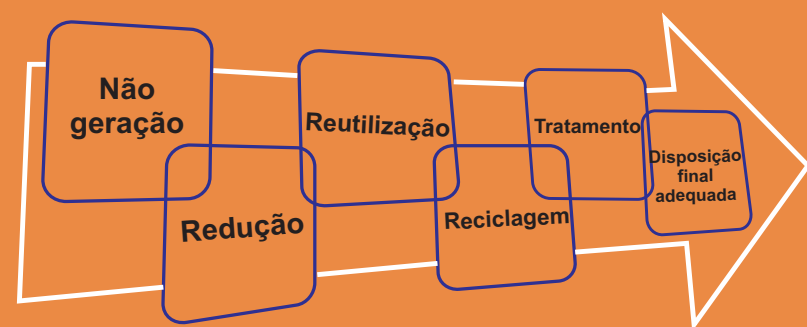 Não
geração
Redução
Reutilização
Reciclagem
Tratamento
Disposição
final
adequada